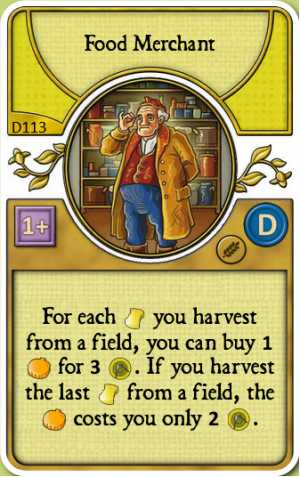 Food Merchant
D113
1+
D
For each you harvest
from a field, you can buy 1
for 3 . If you harvest
the last from a field, the
costs you only 2 .